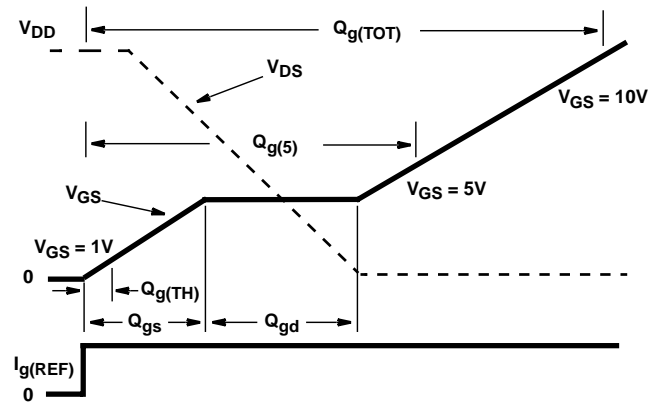 V_DD
Q_g(TOT)
V_DS
V_GS = 10V
Q_g(5)
V_GS
V_GS = 5V
V_GS = 1V
0
Q_g(TH)
Q_gs
Q_gd
I_g(REF)
0